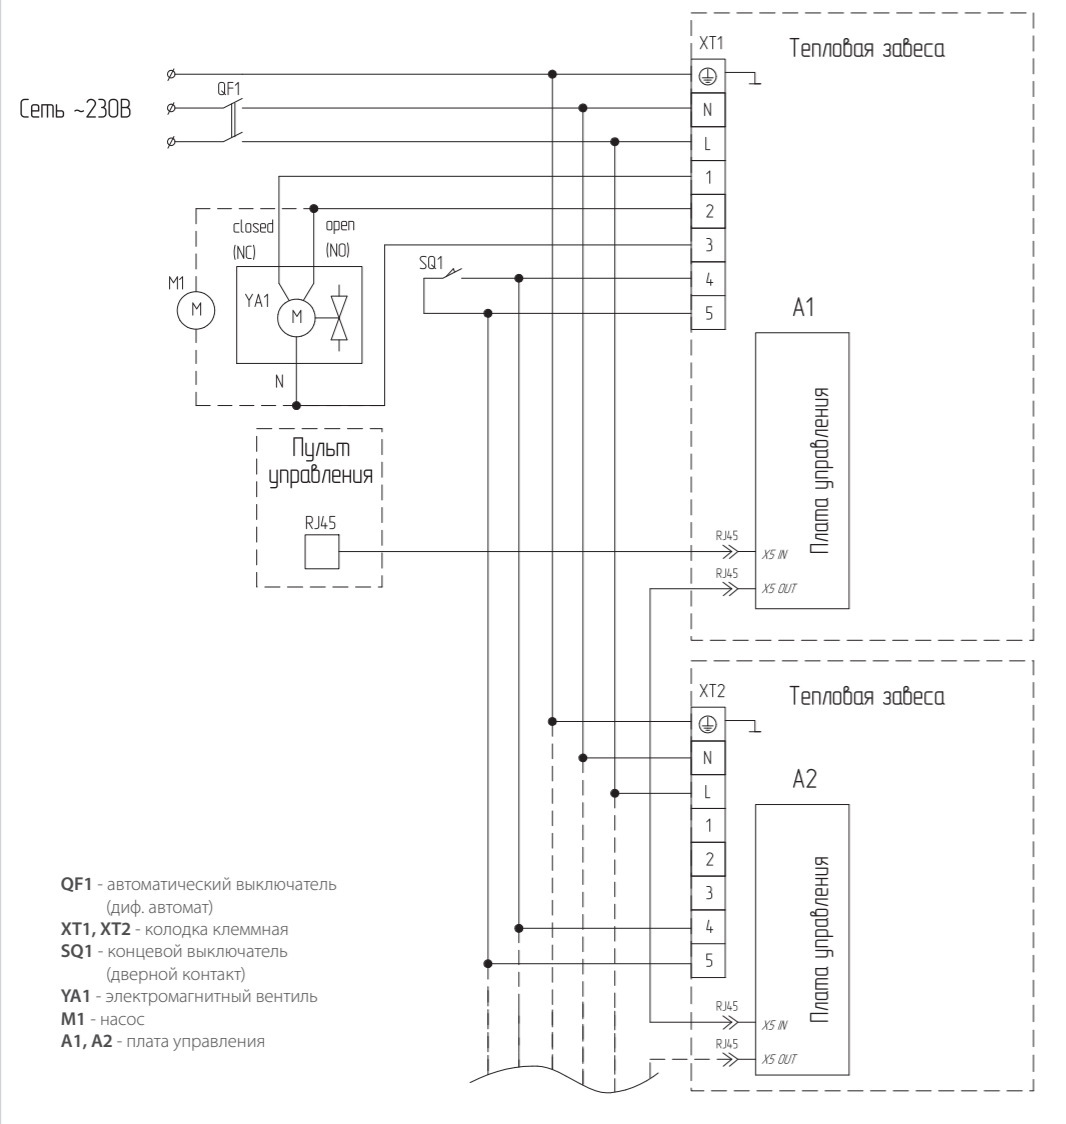 XT1
Тепловая завеса
QF1
Сеть ~230В
N
L
1
2
3
4
5
closed
(NC)
open
(NO)
SQ1
M1
M
YA1
M
N
A1
Плата управления
Пульт
управления
RJ45
RJ45
X5 IN
RJ45
X5 OUT
XT2
Тепловая завеса
N
L
1
2
3
4
5
A2
Плата управления
RJ45
X5 IN
RJ45
X5 OUT
QF1 - автоматический выключатель
(диф. автомат)
XT1, XT2 - колодка клеммная
SQ1 - концевой выключатель
(дверной контакт)
YA1 - электромагнитный вентиль
M1 - насос
A1, A2 - плата управления